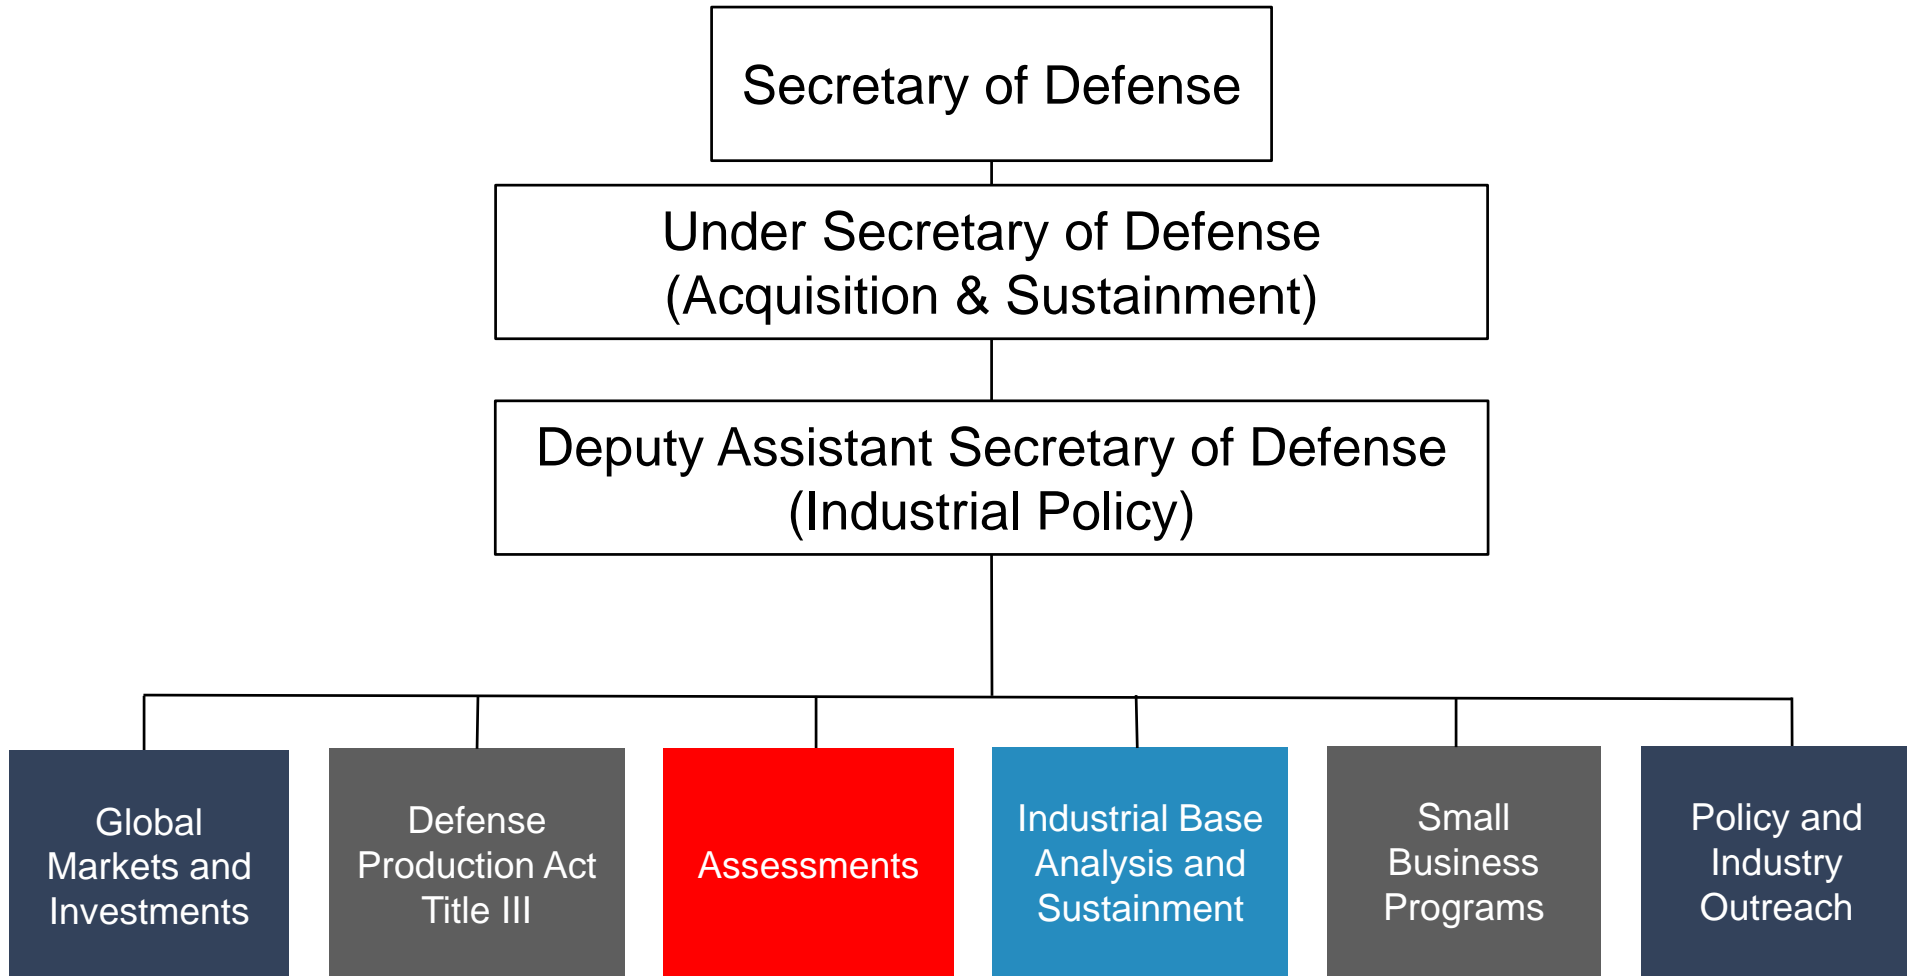 Secretary of Defense
Under Secretary of Defense
(Acquisition & Sustainment)
Deputy Assistant Secretary of Defense
(Industrial Policy)
Global
Markets and
Investments
Defense
Production Act
Title III
Assessments
Industrial Base
Analysis and
Sustainment
Small
Business
Programs
Policy and
Industry
Outreach